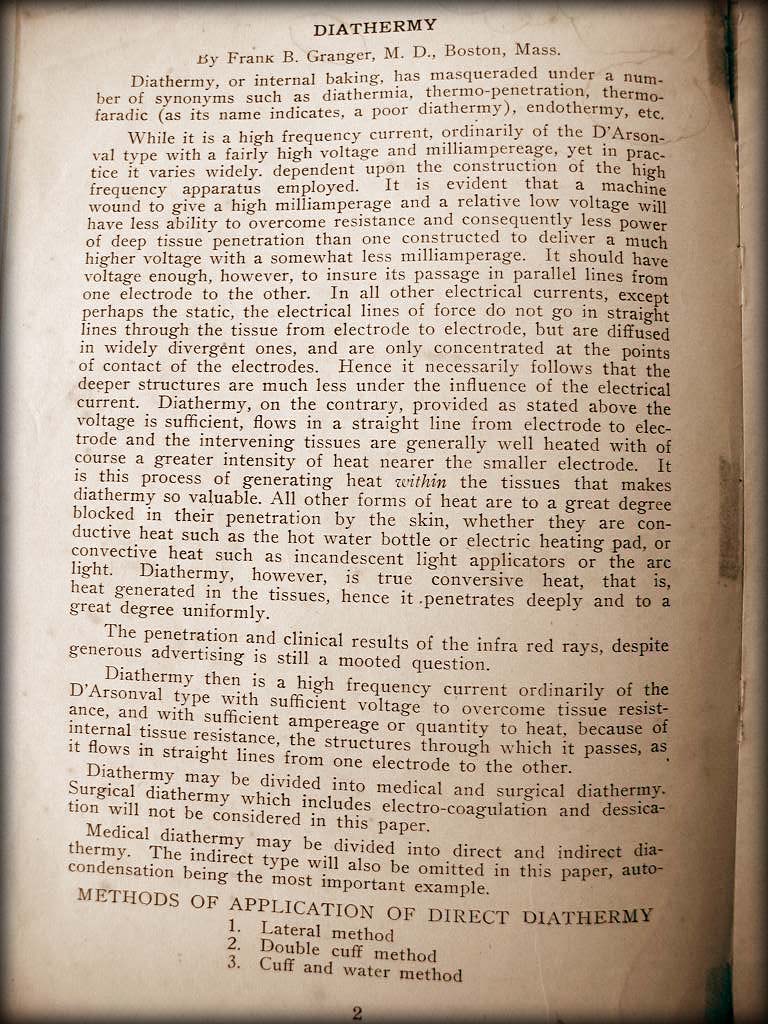 DIATHERMY
By Frank B. Granger, M. D., Boston, Mass.
Diathermy, or internal baking, has masqueraded under a num-
ber of synonyms such as diathermia, thermo-penetration, thermo-
faradic (as its name indicates, a poor diathermy), endothermy, etc.
While it is a high frequency current, ordinarily of the D'Arson-
val type with a fairly high voltage and milliampereage, yet in prac-
tice it varies widely. dependent upon the construction of the high
frequency apparatus employed. It is evident that a machine
wound to give a high milliamperage and a relative low voltage will
have less ability to overcome resistance and consequently less power
of deep tissue penetration than one constructed to deliver a much
higher voltage with a somewhat less milliamperage. It should have
voltage enough, however, to insure its passage in parallel lines from
one electrode to the other. In all other electrical currents, except
perhaps the static, the electrical lines of force do not go in straight
lines through the tissue from electrode to electrode, but are diffused
in widely divergent ones, and are only concentrated at the points
of contact of the electrodes. Hence it necessarily follows that the
deeper structures are much less under the influence of the electrical
current. Diathermy, on the contrary, provided as stated above the
voltage is sufficient, flows in a straight line from electrode to elec-
trode and the intervening tissues are generally well heated with of
course a greater intensity of heat nearer the smaller electrode. It
is this process of generating heat within the tissues that makes
diathermy so valuable. All other forms of heat are to a great degree
blocked in their penetration by the skin, whether they are con-
ductive heat such as the hot water bottle or electric heating pad, or
convective heat such as incandescent light applicators or the arc
light. Diathermy, however, is true conversive heat, that is,
heat generated in the tissues, hence it .penetrates deeply and to a
great degree uniformly.
The penetration and clinical results of the infra red rays, despite
generous advertising is still a mooted question.
Diathermy then is a high frequency current ordinarily of the
D'Arsonval type with sufficient voltage to overcome tissue resist-
ance, and with sufficient ampereage or quantity to heat, because of
internal tissue resistance, the structures through which it passes, as
it flows in straight lines from one electrode to the other.
Diathermy may be divided into medical and surgical diathermy.
Surgical diathermy which includes electro-coagulation and dessica-
tion will not be considered in this paper.
Medical diathermy may be divided into direct and indirect dia-
thermy. The indirect type will also be omitted in this paper, auto-
condensation being the most important example.
METHODS OF APPLICATION OF DIRECT DIATHERMY
1. Lateral method
2. Double cuff method
3. Cuff and water method
2